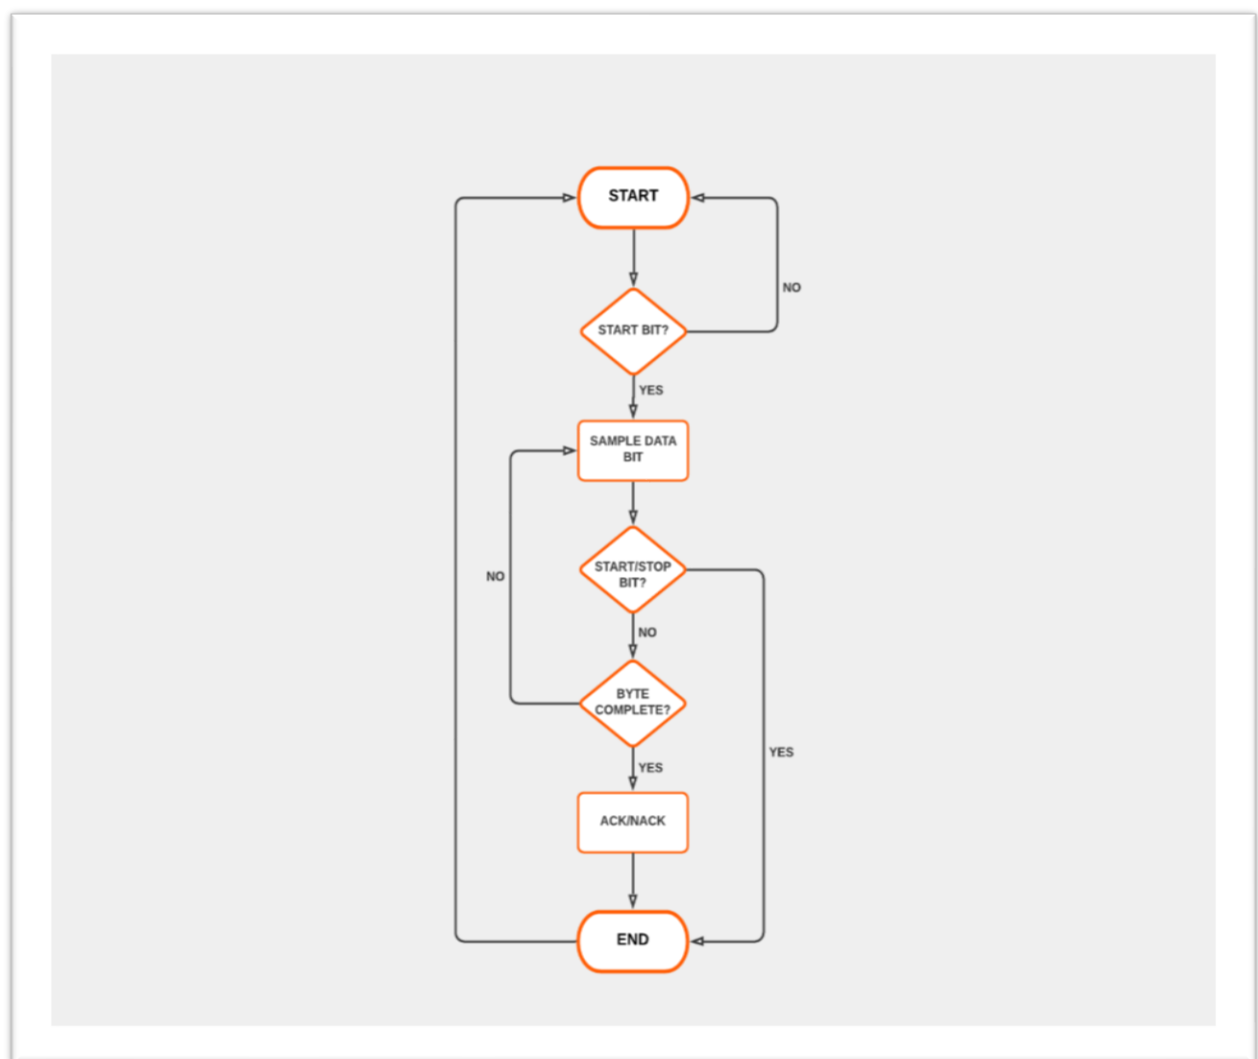 START
NO
START BIT?
YES
SAMPLE DATA
BIT
START/STOP
BIT?
NO
NO
BYTE
COMPLETE?
YES
YES
ACK/NACK
END